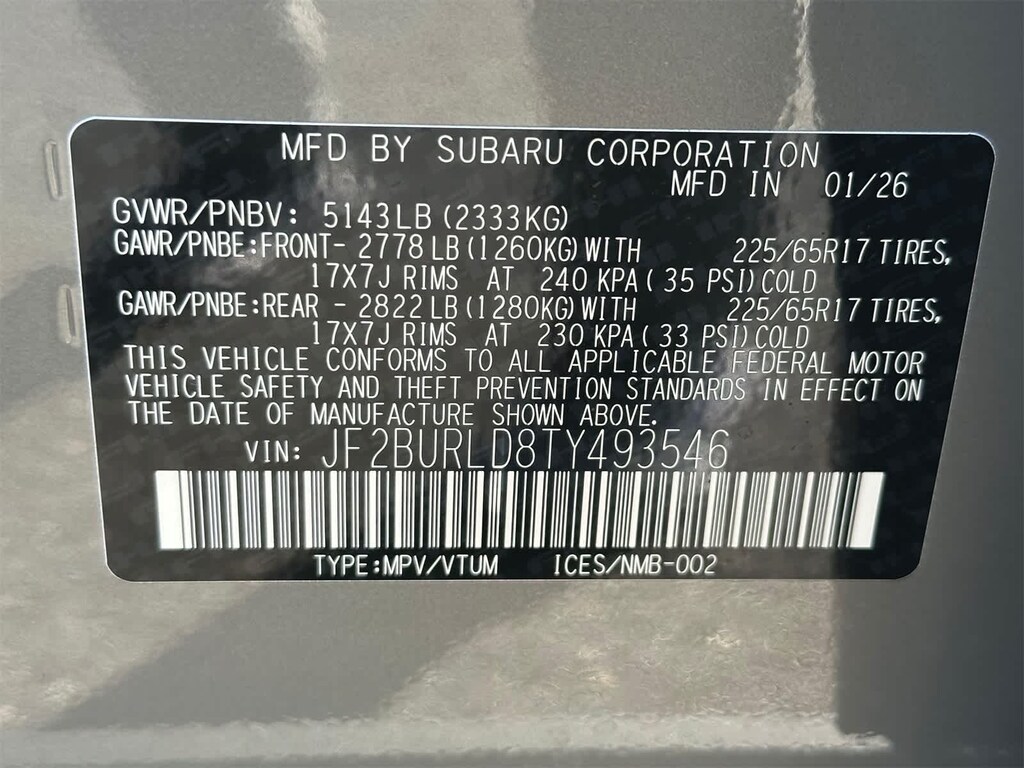 MFD BY SUBARU CORPORATION
MFD IN 01/26
GVWR/PNBV: 5143LB (2333KG)
GAWR/PNBE:FRONT- 2778 LB (1260KG) WITH 225/65R17 TIRES,
17X7J RIMS AT 240 KPA ( 35 PSI) COLD
GAWR/PNBE:REAR - 2822 LB (1280KG) WITH 225/65R17 TIRES,
17X7J RIMS AT 230 KPA ( 33 PSI) COLD
THIS VEHICLE CONFORMS TO ALL APPLICABLE FEDERAL MOTOR
VEHICLE SAFETY AND THEFT PREVENTION STANDARDS IN EFFECT ON
THE DATE OF MANUFACTURE SHOWN ABOVE.
VIN: JF2BURLD8TY493546
TYPE:MPV/VTUM ICES/NMB-002